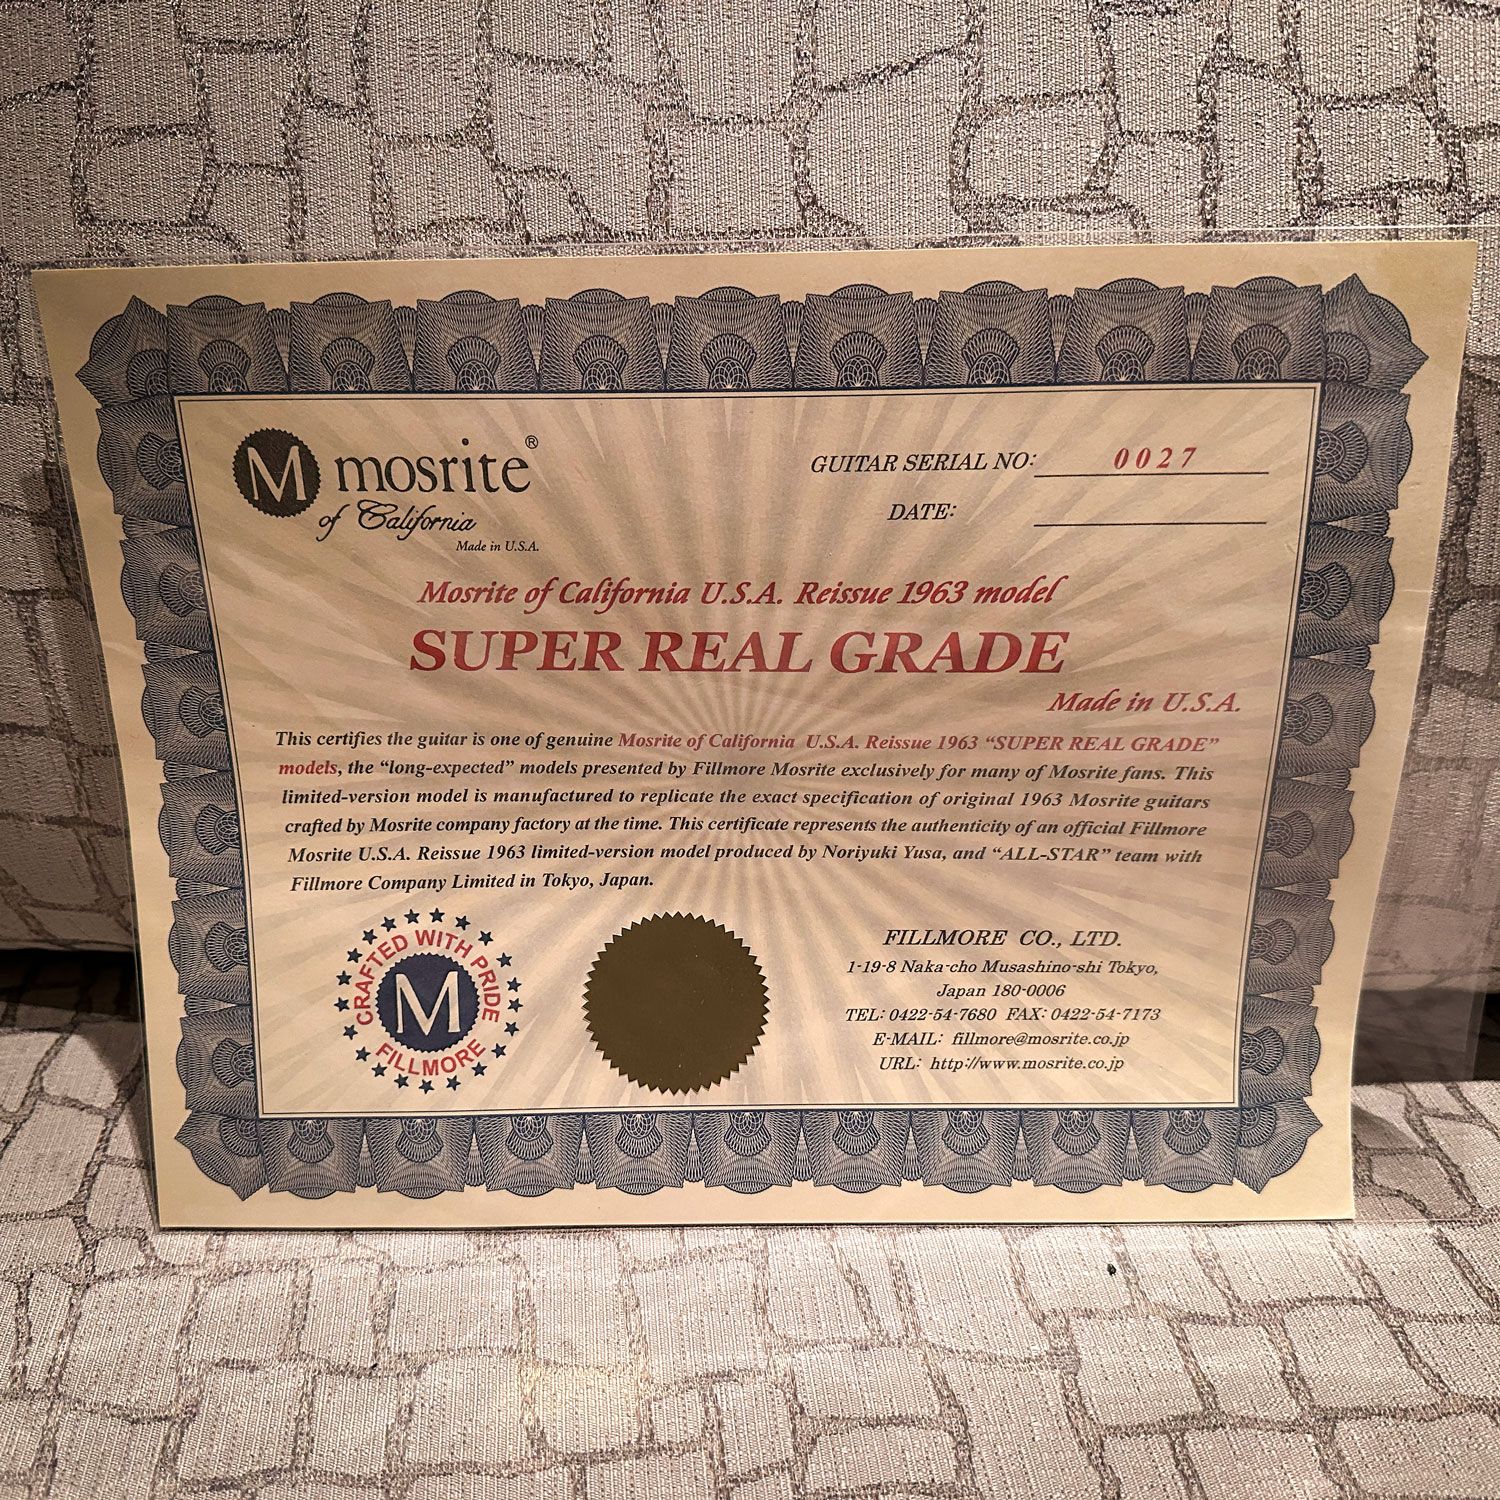 M mosrite®
of California
Made in U.S.A.
GUITAR SERIAL NO: 0027
DATE:
Mosrite of California U.S.A. Reissue 1963 model
SUPER REAL GRADE
Made in U.S.A.
This certifies the guitar is one of genuine Mosrite of California U.S.A. Reissue 1963 “SUPER REAL GRADE”
models, the “long-expected” models presented by Fillmore Mosrite exclusively for many of Mosrite fans. This
limited-version model is manufactured to replicate the exact specification of original 1963 Mosrite guitars
crafted by Mosrite company factory at the time. This certificate represents the authenticity of an official Fillmore
Mosrite U.S.A. Reissue 1963 limited-version model produced by Noriyuki Yusa, and “ALL-STAR” team with
Fillmore Company Limited in Tokyo, Japan.
CRAFTED WITH PRIDE
M
FILLMORE
FILLMORE CO., LTD.
1-19-8 Naka-cho Musashino-shi Tokyo,
Japan 180-0006
TEL: 0422-54-7680 FAX: 0422-54-7173
E-MAIL: fillmore@mosrite.co.jp
URL: http://www.mosrite.co.jp